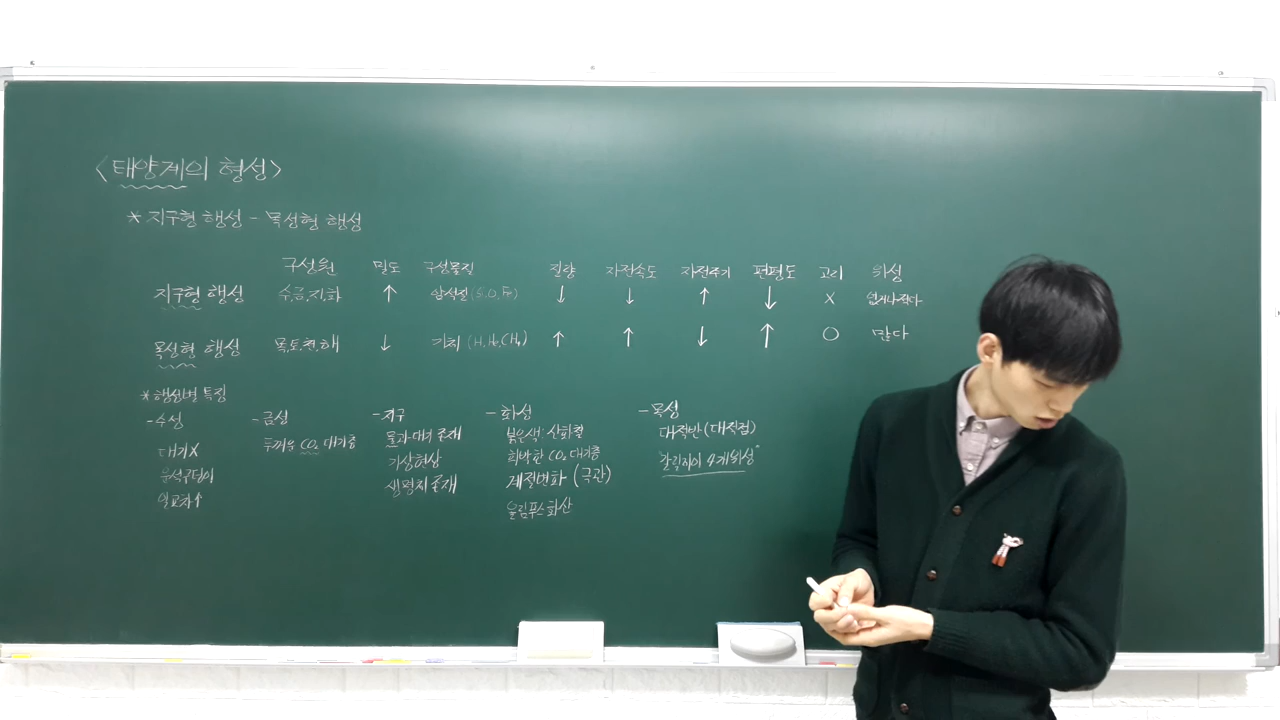 <태양계의 형성>
* 지구형 행성 - 목성형 행성
구성원 밀도 구성물질 질량 자전속도 자전주기 편평도 고리 위성
지구형 행성 수,금,지,화 ↑ 암석질 (Si,O,Fe) ↓ ↓ ↑ ↓ X 없거나 적다
목성형 행성 목,토,천,해 ↓ 기체 (H,He,CH₄) ↑ ↑ ↓ ↑ O 많다
* 행성별 특징
- 수성
대기 X
운석구덩이
일교차↑
- 금성
두꺼운 CO₂ 대기층
- 지구
물과 대기 존재
기상현상
생명체 존재
- 화성
붉은색 : 산화철
희박한 CO₂ 대기층
계절변화 (극관)
올림푸스 화산
- 목성
대적반 (대적점)
갈릴레이 4개 위성